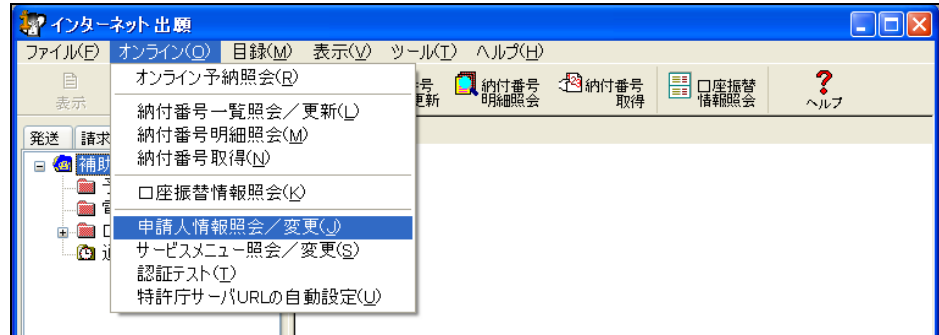 インターネット出願
ファイル(F) オンライン(O) 目録(M) 表示(V) ツール(T) ヘルプ(H)
表示
オンライン予納照会(R)
納付番号一覧照会／更新(L)
納付番号明細照会(M)
納付番号取得(N)
口座振替情報照会(K)
申請人情報照会／変更(J)
サービスメニュー照会／変更(S)
認証テスト(T)
特許庁サーバURLの自動設定(U)
号
更新
納付番号
明細照会
納付番号
取得
口座振替
情報照会
ヘルプ
発送 請求
補助